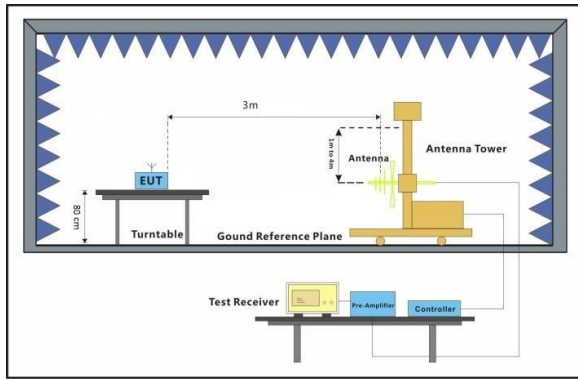 3m
1m to 4m
Antenna
Antenna Tower
EUT
80 cm
Turntable
Gound Reference Plane
Test Receiver
Pre-Amplifier
Controller